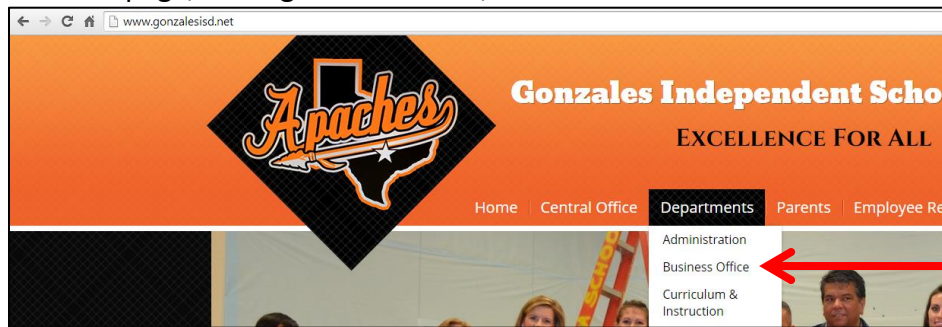 www.gonzalesisd.net
Apaches
Gonzales Independent Scho
EXCELLENCE FOR ALL
Home Central Office Departments Parents Employee Re
Administration
Business Office
Curriculum &
Instruction
A SCHOO